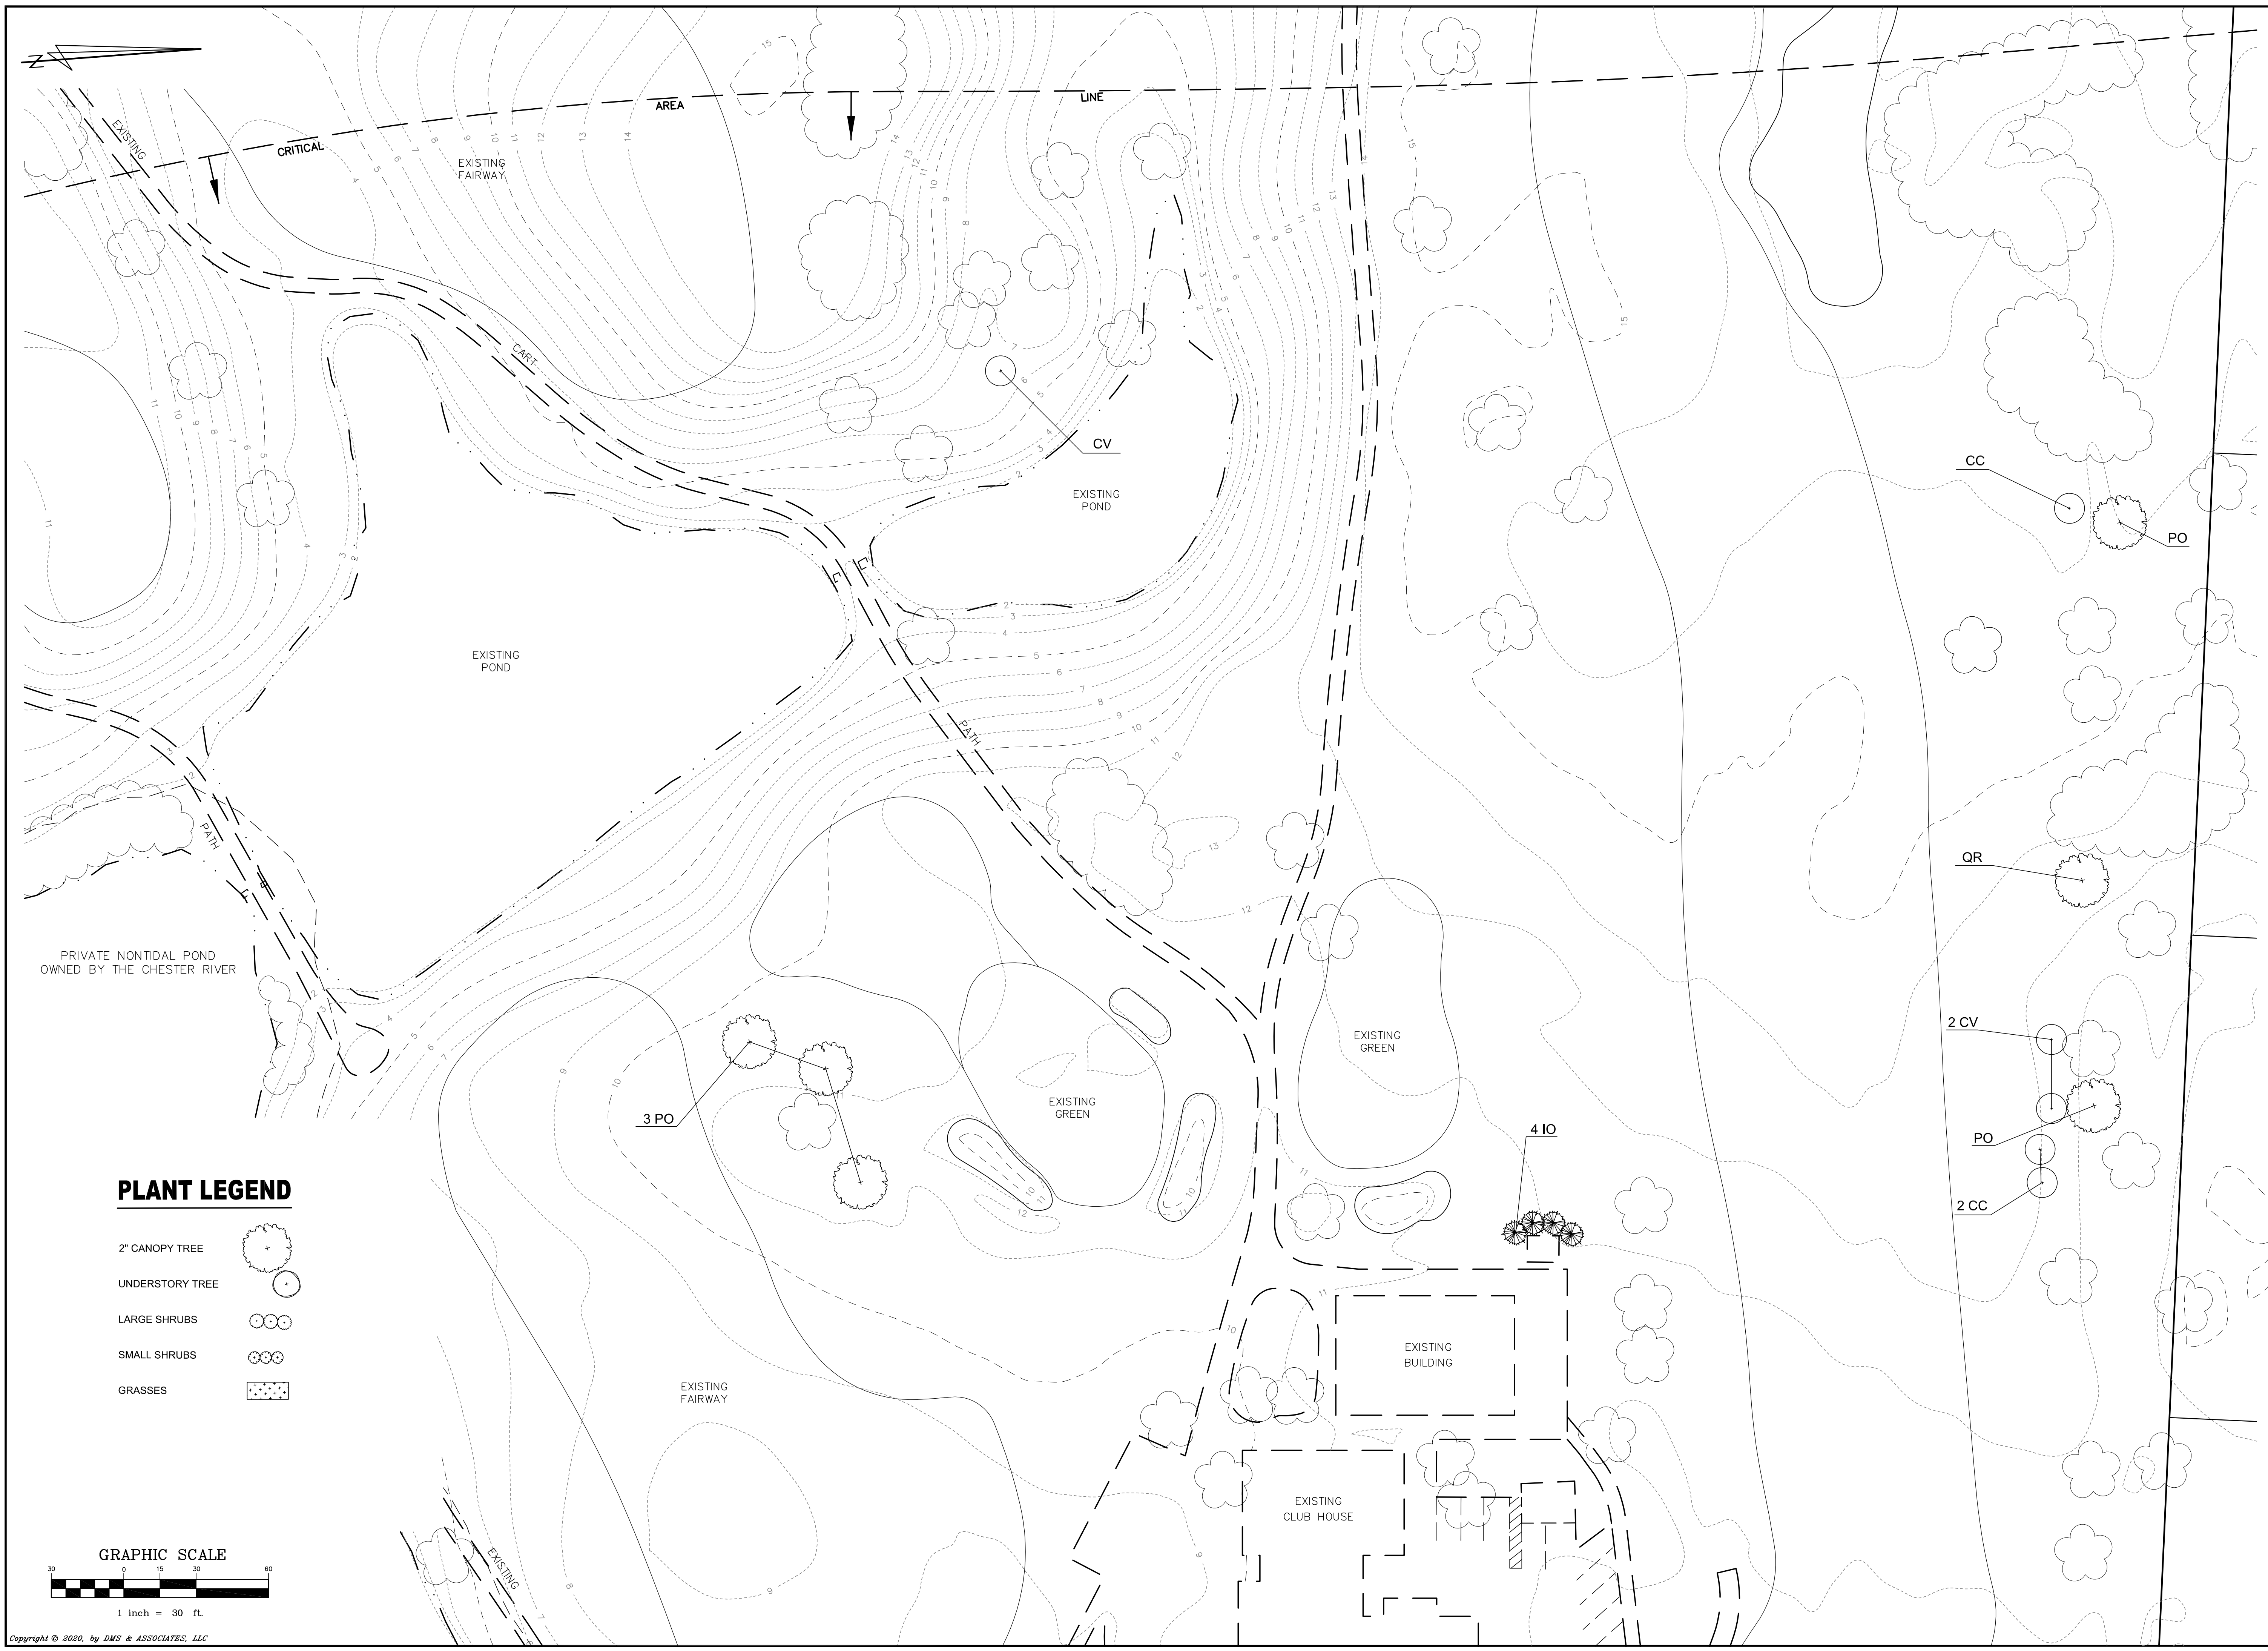 N
CRITICAL
AREA
LINE
EXISTING
EXISTING
FAIRWAY
CART
CV
EXISTING
POND
CC
PO
EXISTING
POND
PATH
PATH
QR
PRIVATE NONTIDAL POND
OWNED BY THE CHESTER RIVER
2 CV
EXISTING
GREEN
3 PO
EXISTING
GREEN
4 IO
PO
2 CC
PLANT LEGEND
2" CANOPY TREE
UNDERSTORY TREE
LARGE SHRUBS
SMALL SHRUBS
GRASSES
EXISTING
BUILDING
EXISTING
FAIRWAY
EXISTING
CLUB HOUSE
EXISTING
GRAPHIC SCALE
30 0 15 30 60
1 inch = 30 ft.
Copyright © 2020, by DMS & ASSOCIATES, LLC